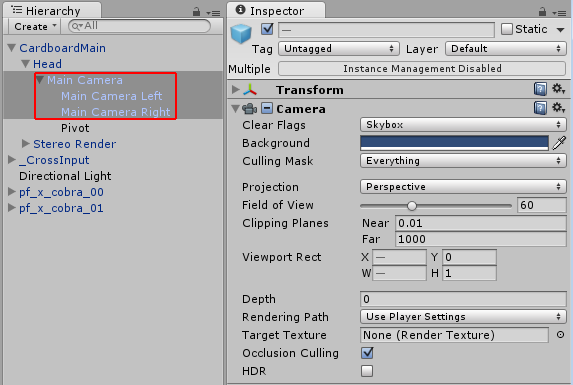 Hierarchy
Create
All
CardboardMain
Head
Main Camera
Main Camera Left
Main Camera Right
Pivot
Stereo Render
_CrossInput
Directional Light
pf_x_cobra_00
pf_x_cobra_01
Inspector
—
Static
Tag Untagged Layer Default
Multiple Instance Management Disabled
Transform
Camera
Clear Flags Skybox
Background
Culling Mask Everything
Projection Perspective
Field of View 60
Clipping Planes Near 0.01
Far 1000
Viewport Rect X — Y 0
W — H 1
Depth 0
Rendering Path Use Player Settings
Target Texture None (Render Texture)
Occlusion Culling
HDR